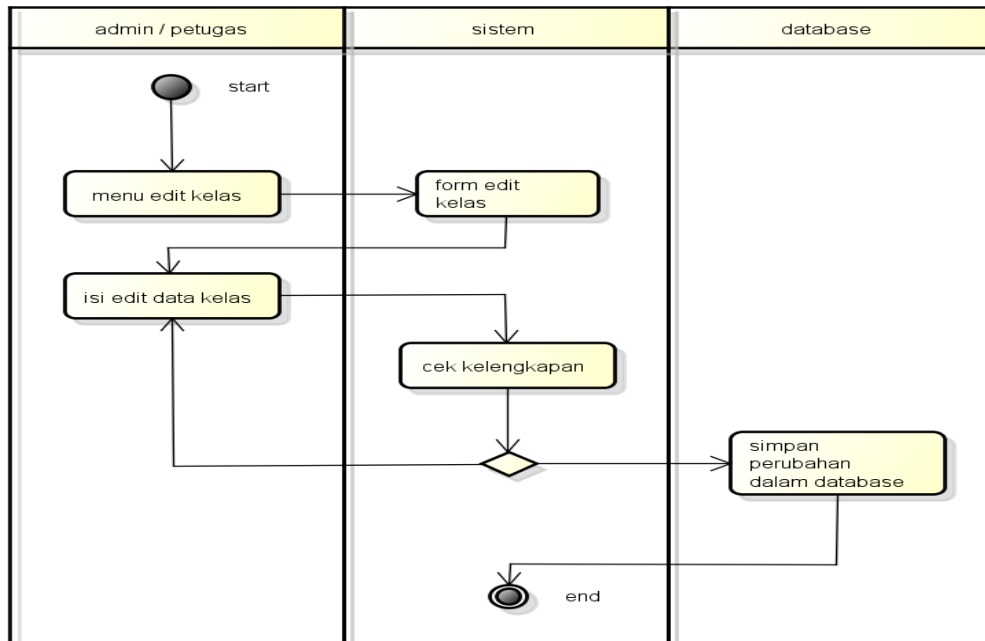 admin / petugas
sistem
database
start
menu edit kelas
form edit
kelas
isi edit data kelas
cek kelengkapan
simpan
perubahan
dalam database
end